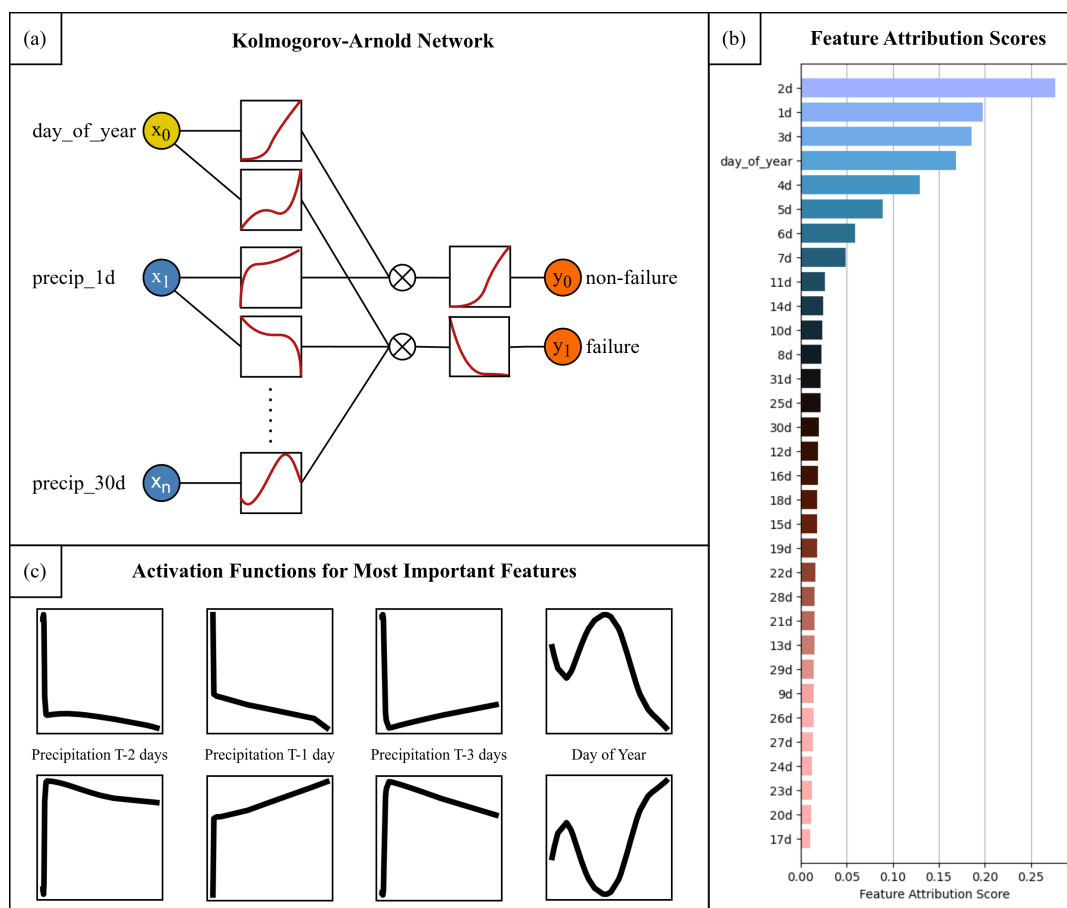 (a)
Kolmogorov-Arnold Network
day_of_year
x0
precip_1d
x1
y0
non-failure
y1
failure
precip_30d
xn
(b)
Feature Attribution Scores
2d
1d
3d
day_of_year
4d
5d
6d
7d
11d
14d
10d
8d
31d
25d
30d
12d
16d
18d
15d
19d
22d
28d
21d
13d
29d
9d
26d
27d
24d
23d
20d
17d
0.00 0.05 0.10 0.15 0.20 0.25
Feature Attribution Score
(c)
Activation Functions for Most Important Features
Precipitation T-2 days
Precipitation T-1 day
Precipitation T-3 days
Day of Year